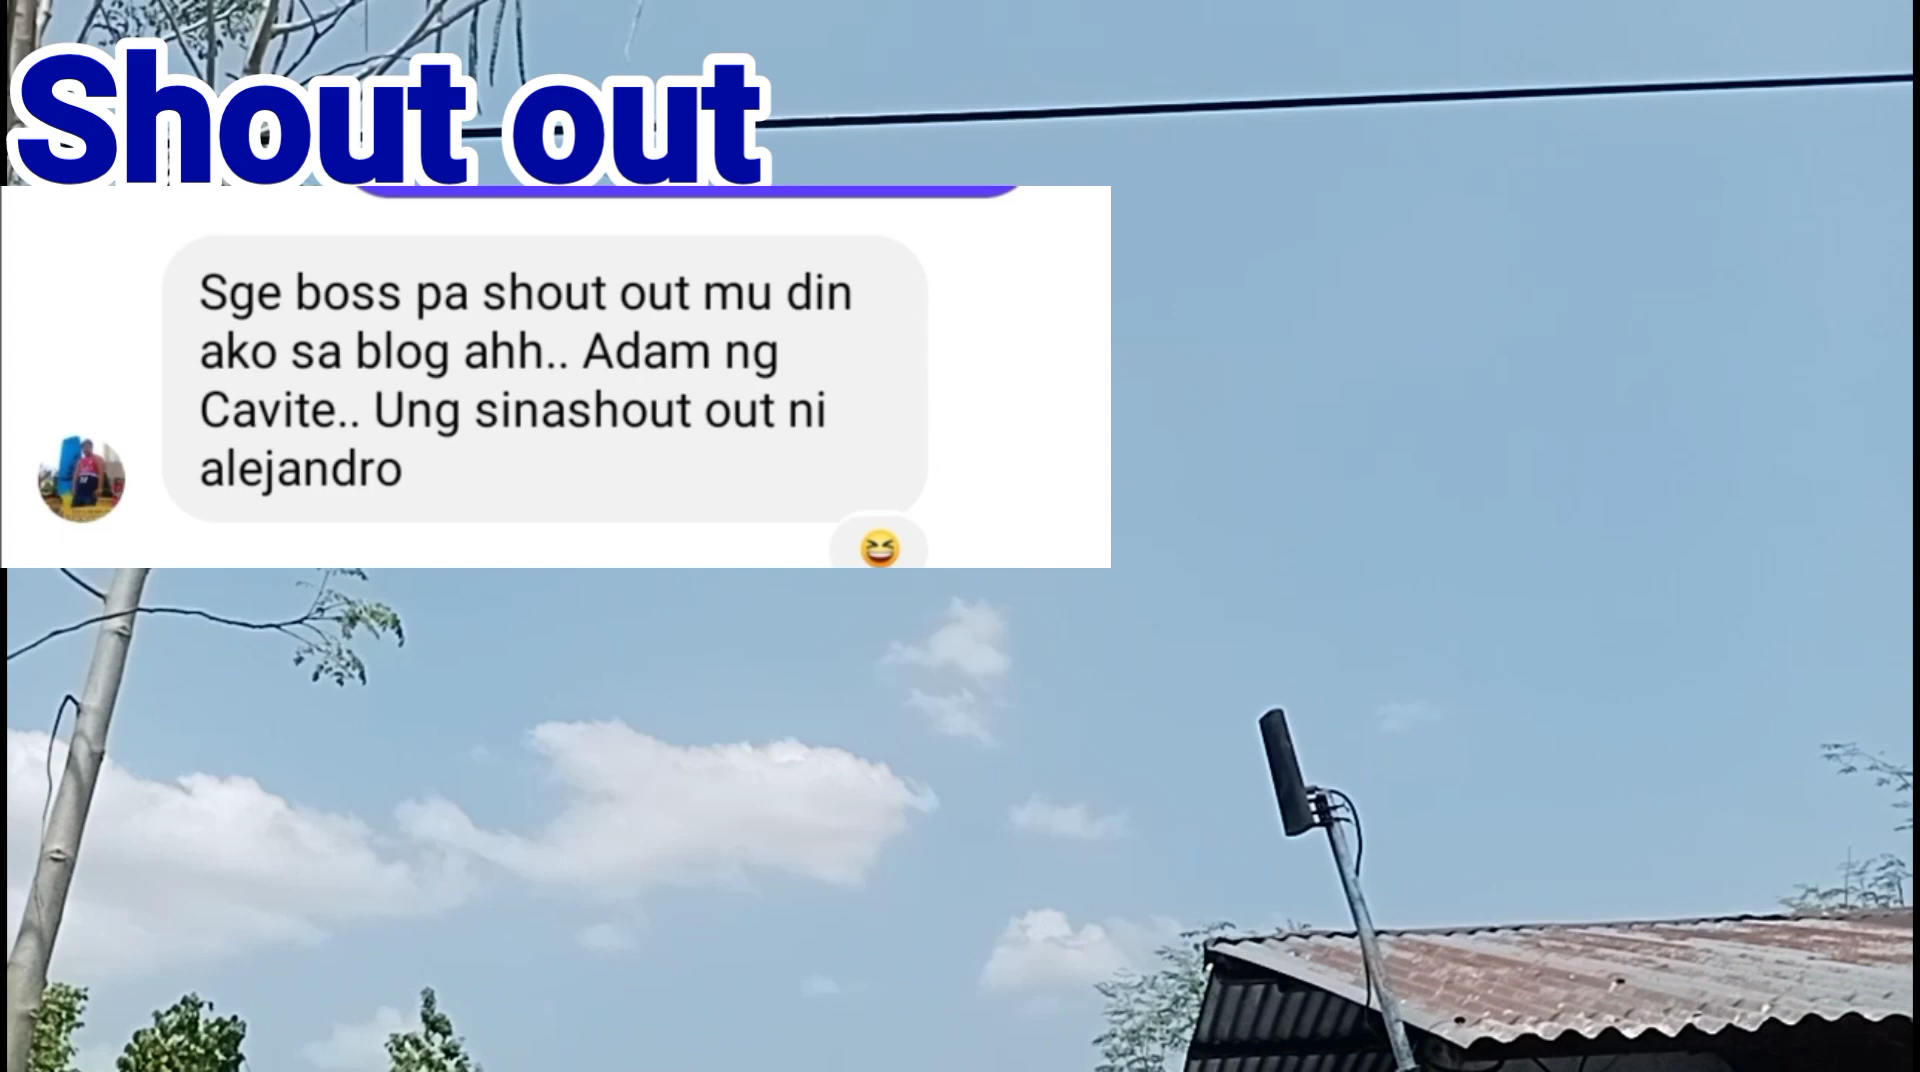 Shout out
Sge boss pa shout out mu din
ako sa blog ahh.. Adam ng
Cavite.. Ung sinashout out ni
alejandro